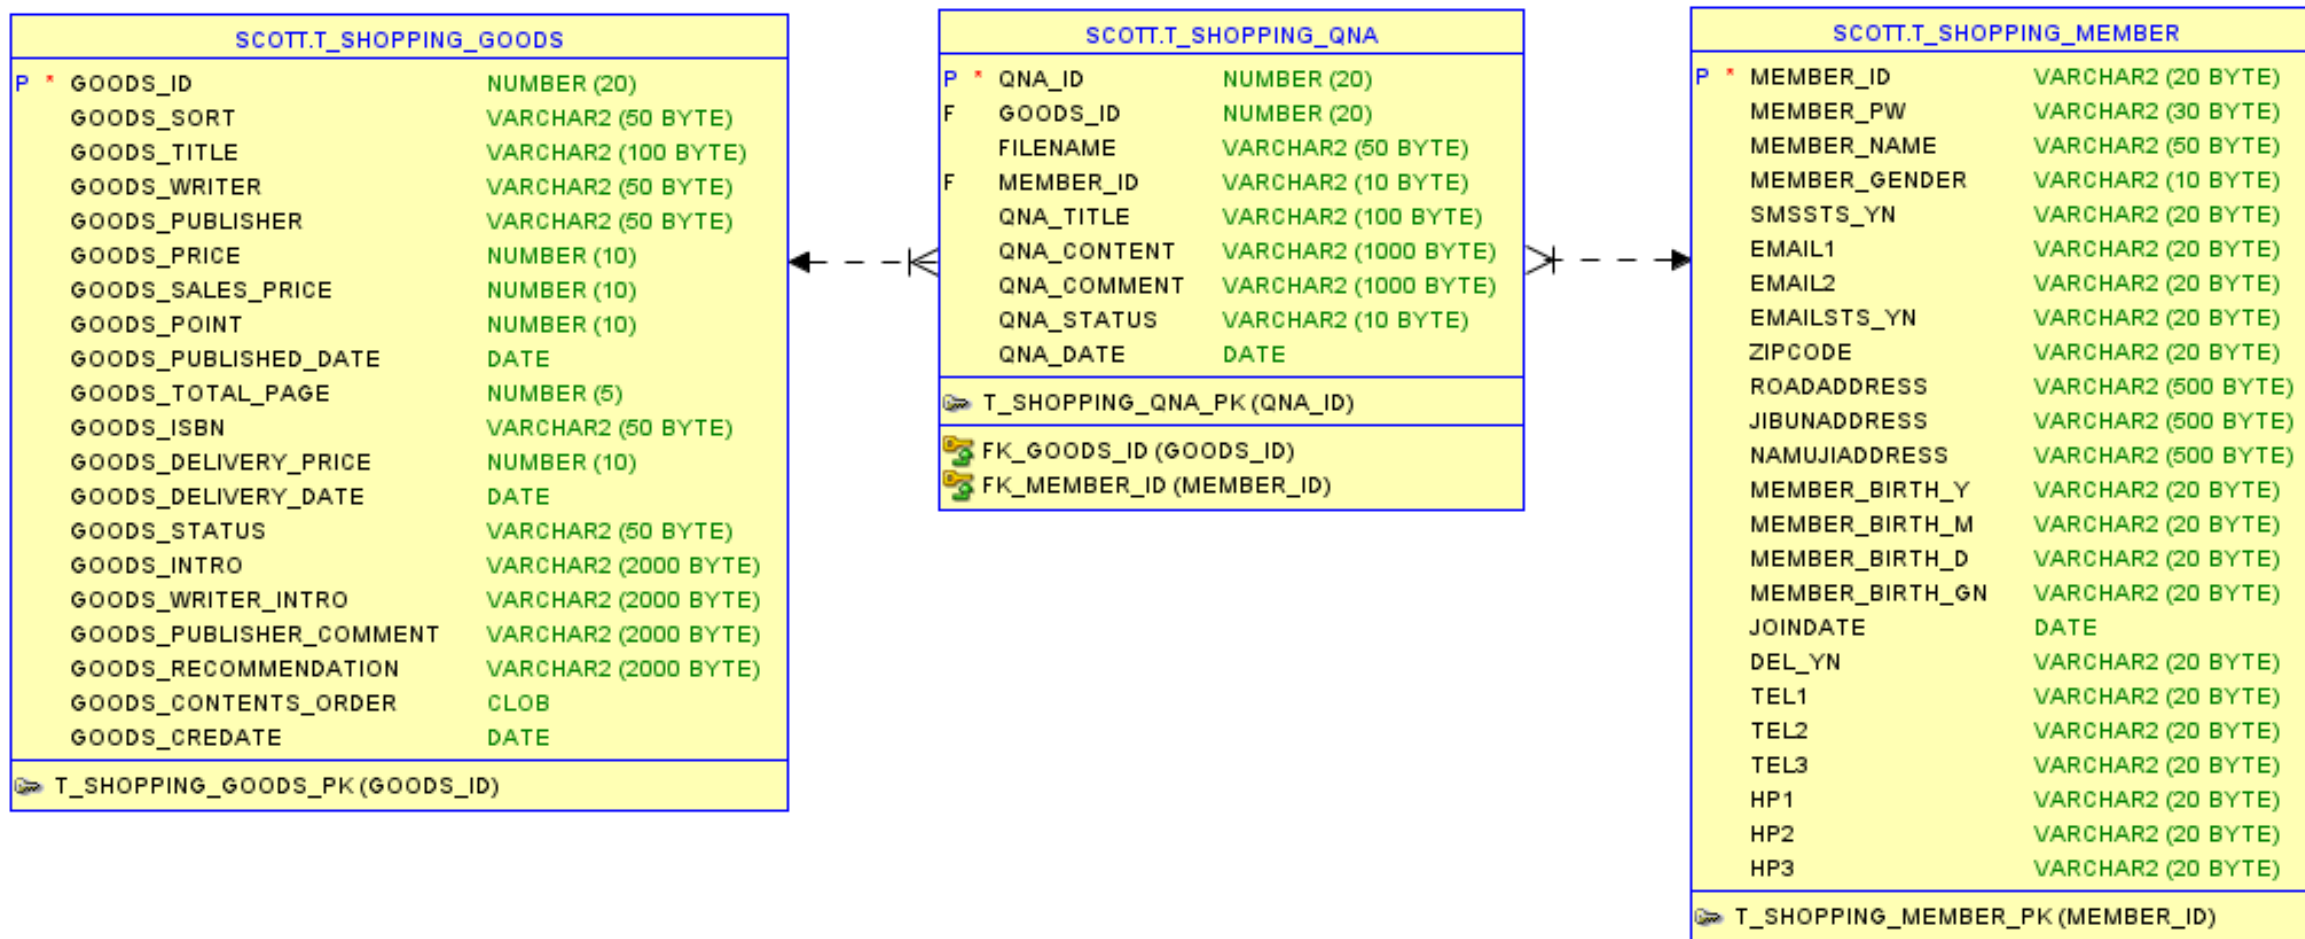 SCOTT.T_SHOPPING_GOODS
P * GOODS_ID NUMBER (20)
GOODS_SORT VARCHAR2 (50 BYTE)
GOODS_TITLE VARCHAR2 (100 BYTE)
GOODS_WRITER VARCHAR2 (50 BYTE)
GOODS_PUBLISHER VARCHAR2 (50 BYTE)
GOODS_PRICE NUMBER (10)
GOODS_SALES_PRICE NUMBER (10)
GOODS_POINT NUMBER (10)
GOODS_PUBLISHED_DATE DATE
GOODS_TOTAL_PAGE NUMBER (5)
GOODS_ISBN VARCHAR2 (50 BYTE)
GOODS_DELIVERY_PRICE NUMBER (10)
GOODS_DELIVERY_DATE DATE
GOODS_STATUS VARCHAR2 (50 BYTE)
GOODS_INTRO VARCHAR2 (2000 BYTE)
GOODS_WRITER_INTRO VARCHAR2 (2000 BYTE)
GOODS_PUBLISHER_COMMENT VARCHAR2 (2000 BYTE)
GOODS_RECOMMENDATION VARCHAR2 (2000 BYTE)
GOODS_CONTENTS_ORDER CLOB
GOODS_CREDATE DATE
T_SHOPPING_GOODS_PK (GOODS_ID)
SCOTT.T_SHOPPING_QNA
P * QNA_ID NUMBER (20)
F GOODS_ID NUMBER (20)
FILENAME VARCHAR2 (50 BYTE)
F MEMBER_ID VARCHAR2 (10 BYTE)
QNA_TITLE VARCHAR2 (100 BYTE)
QNA_CONTENT VARCHAR2 (1000 BYTE)
QNA_COMMENT VARCHAR2 (1000 BYTE)
QNA_STATUS VARCHAR2 (10 BYTE)
QNA_DATE DATE
T_SHOPPING_QNA_PK (QNA_ID)
FK_GOODS_ID (GOODS_ID)
FK_MEMBER_ID (MEMBER_ID)
SCOTT.T_SHOPPING_MEMBER
P * MEMBER_ID VARCHAR2 (20 BYTE)
MEMBER_PW VARCHAR2 (30 BYTE)
MEMBER_NAME VARCHAR2 (50 BYTE)
MEMBER_GENDER VARCHAR2 (10 BYTE)
SMSSTS_YN VARCHAR2 (20 BYTE)
EMAIL1 VARCHAR2 (20 BYTE)
EMAIL2 VARCHAR2 (20 BYTE)
EMAILSTS_YN VARCHAR2 (20 BYTE)
ZIPCODE VARCHAR2 (20 BYTE)
ROADADDRESS VARCHAR2 (500 BYTE)
JIBUNADDRESS VARCHAR2 (500 BYTE)
NAMUJIADDRESS VARCHAR2 (500 BYTE)
MEMBER_BIRTH_Y VARCHAR2 (20 BYTE)
MEMBER_BIRTH_M VARCHAR2 (20 BYTE)
MEMBER_BIRTH_D VARCHAR2 (20 BYTE)
MEMBER_BIRTH_GN VARCHAR2 (20 BYTE)
JOINDATE DATE
DEL_YN VARCHAR2 (20 BYTE)
TEL1 VARCHAR2 (20 BYTE)
TEL2 VARCHAR2 (20 BYTE)
TEL3 VARCHAR2 (20 BYTE)
HP1 VARCHAR2 (20 BYTE)
HP2 VARCHAR2 (20 BYTE)
HP3 VARCHAR2 (20 BYTE)
T_SHOPPING_MEMBER_PK (MEMBER_ID)